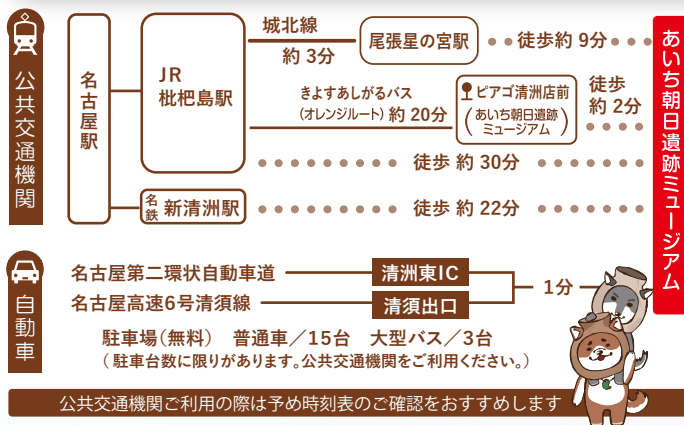 公共交通機関
名古屋駅
JR
枇杷島駅
城北線
約 3分
尾張星の宮駅
徒歩約 9分
きよすあしがるバス
(オレンジルート) 約 20分
ピアゴ清洲店前
(あいち朝日遺跡
ミュージアム)
徒歩
約 2分
徒歩 約 30分
名鉄 新清洲駅
徒歩 約 22分
あいち朝日遺跡ミュージアム
自動車
名古屋第二環状自動車道
清洲東IC
名古屋高速6号清須線
清須出口
1分
駐車場(無料) 普通車/15台 大型バス/3台
(駐車台数に限りがあります。公共交通機関をご利用ください。)
公共交通機関ご利用の際は予め時刻表のご確認をおすすめします